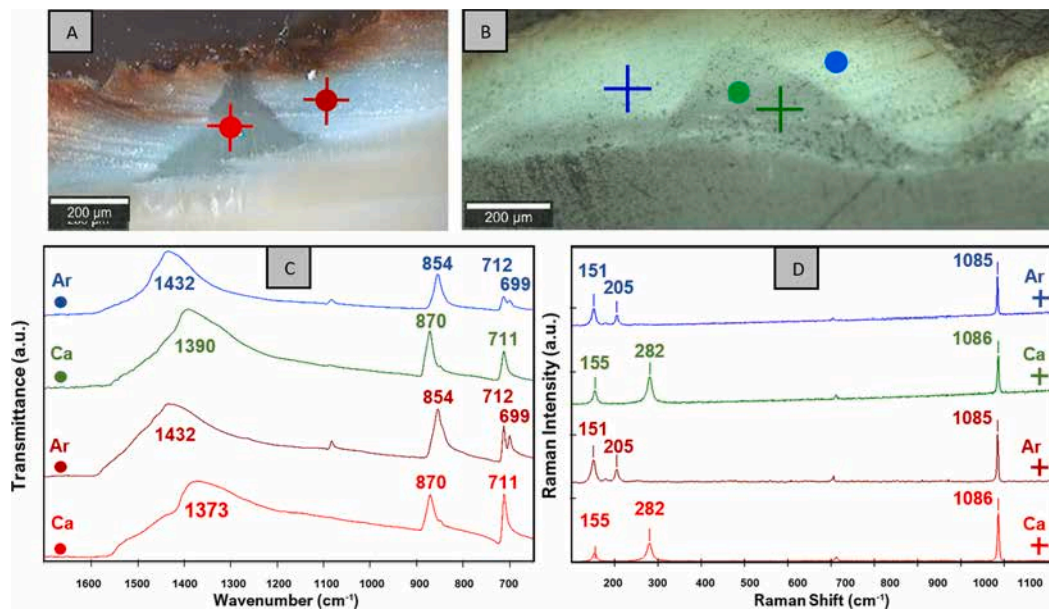 A
B
200 µm
200 µm
200 µm
C
D
Ar
1432
854
712
699
Ca
1390
870
711
Ar
1432
854
712
699
Ca
1373
870
711
Transmittance (a.u.)
1600 1500 1400 1300 1200 1100 1000 900 800 700
Wavenumber (cm⁻¹)
151
205
1085
Ar
155
282
1086
Ca
151
205
1085
Ar
155
282
1086
Ca
Raman Intensity (a.u.)
200 300 400 500 600 700 800 900 1000 1100
Raman Shift (cm⁻¹)